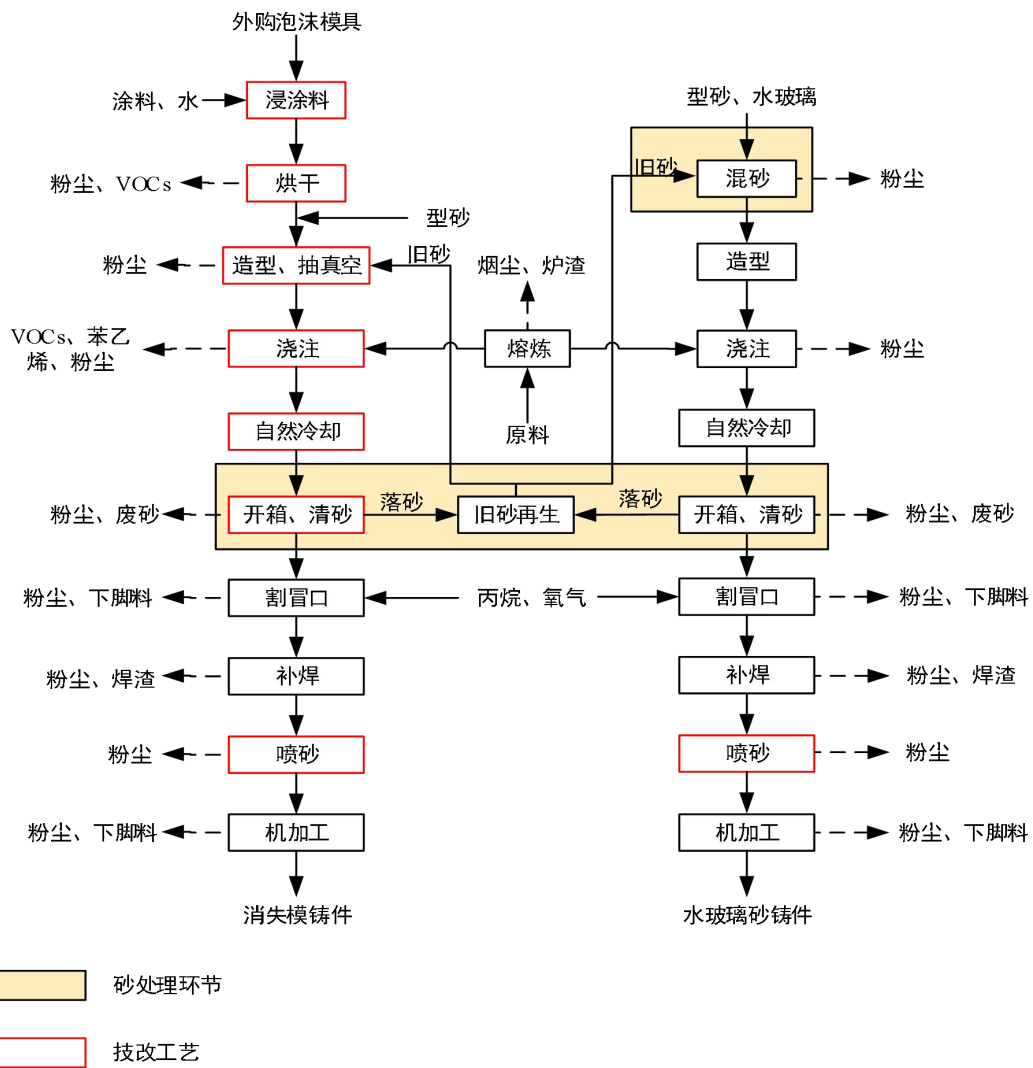 外购泡沫模具
涂料、水
浸涂料
型砂、水玻璃
粉尘、VOCs
烘干
旧砂
混砂
粉尘
型砂
粉尘
造型、抽真空
旧砂
烟尘、炉渣
造型
VOCs、苯乙
烯、粉尘
浇注
熔炼
浇注
粉尘
自然冷却
原料
自然冷却
粉尘、废砂
开箱、清砂
落砂
旧砂再生
落砂
开箱、清砂
粉尘、废砂
粉尘、下脚料
割冒口
丙烷、氧气
割冒口
粉尘、下脚料
粉尘、焊渣
补焊
补焊
粉尘、焊渣
粉尘
喷砂
喷砂
粉尘
粉尘、下脚料
机加工
机加工
粉尘、下脚料
消失模铸件
水玻璃砂铸件
砂处理环节
技改工艺